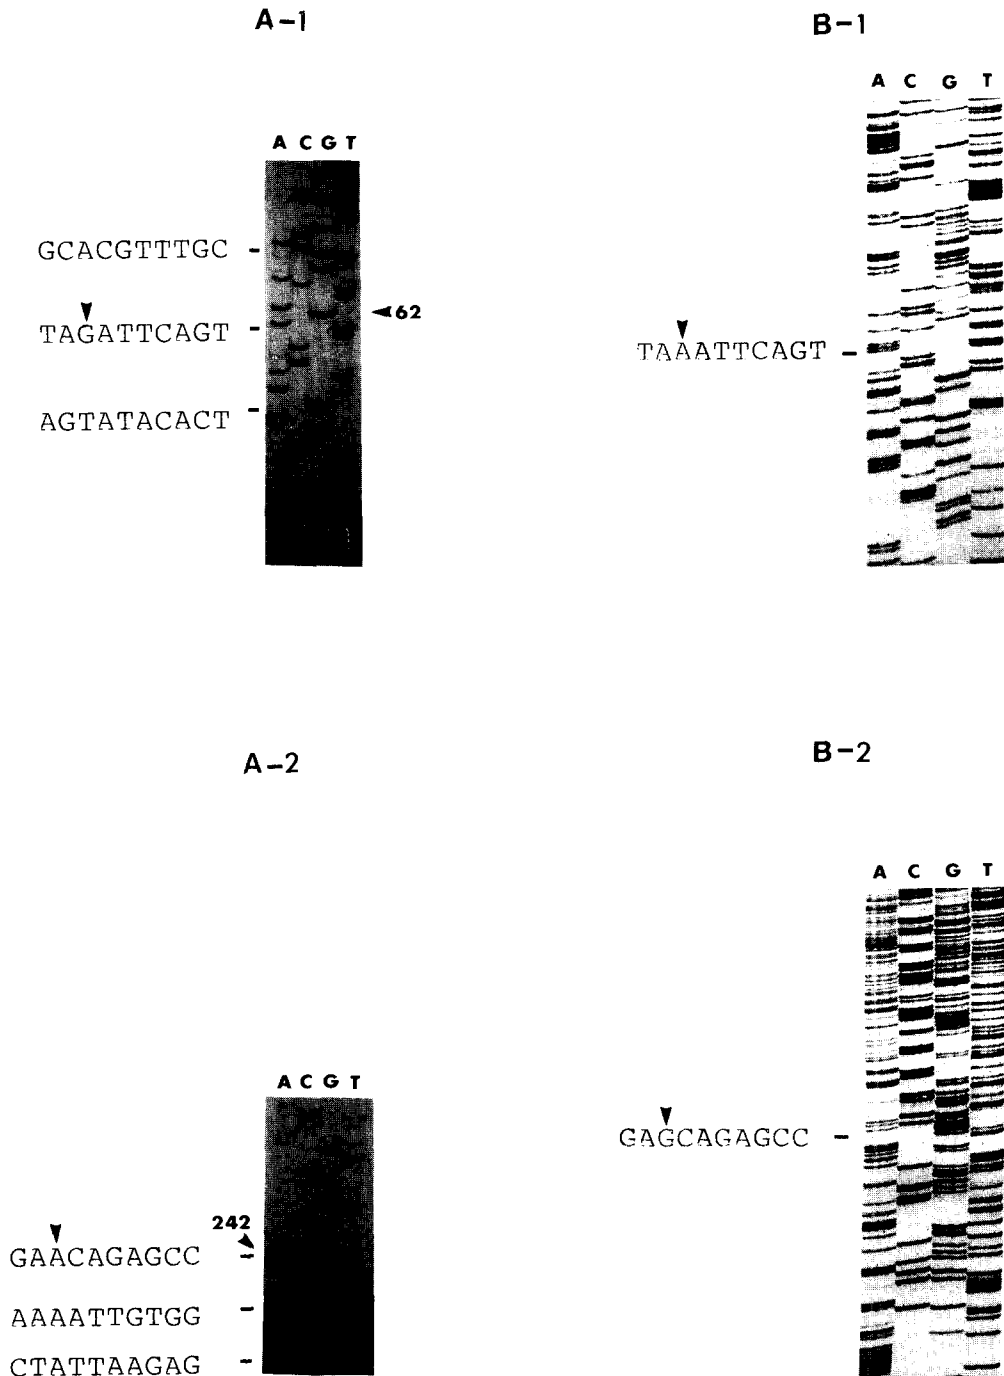 A-1
A C G T
GCACGTTTGC
62
TAGATTCAGT
AGTATACACT
B-1
A C G T
TAAATTCAGT
A-2
A C G T
242
GAACAGAGCC
AAAATTGTGG
CTATTAAGAG
B-2
A C G T
GAGCAGAGCC